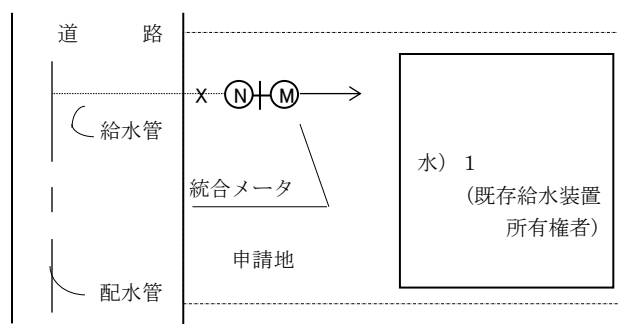 道　　路
X N M
給水管
水） 1
（既存給水装置
所有権者）
統合メータ
申請地
配水管